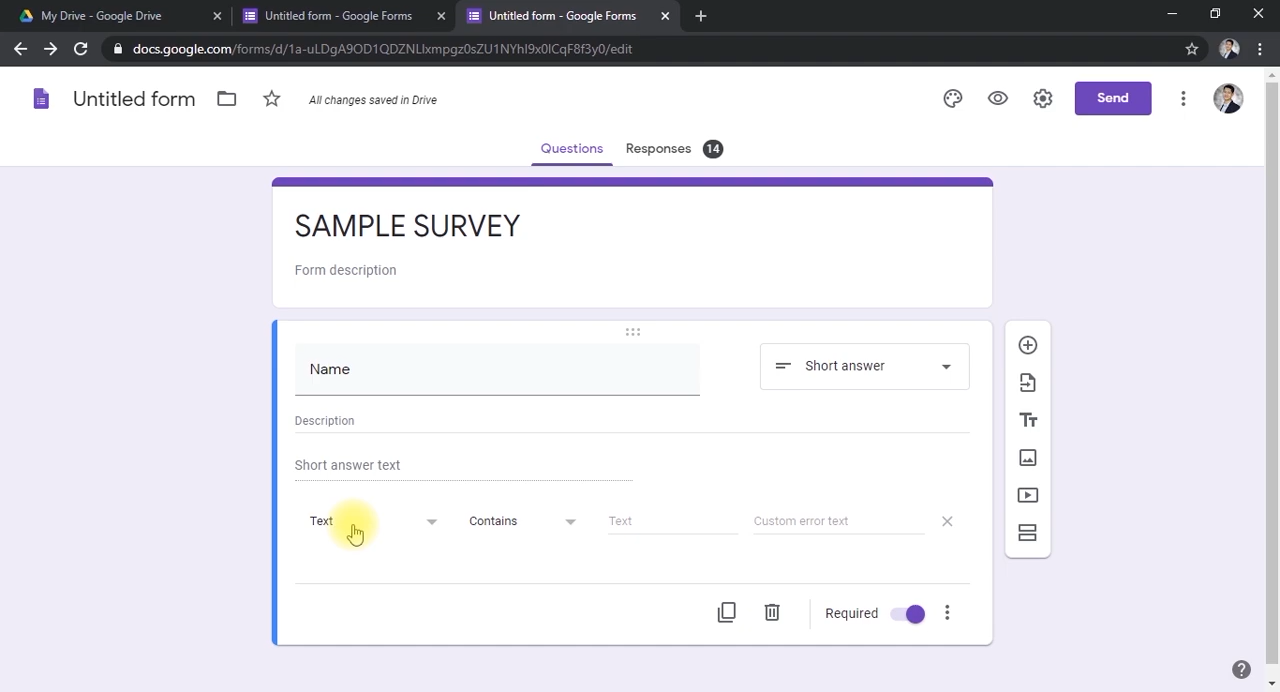 My Drive - Google Drive
Untitled form - Google Forms
Untitled form - Google Forms
docs.google.com/forms/d/1a-uLDgA9OD1QDZNLlxmpgz0sZU1NYhI9x0ICqF8f3y0/edit
Untitled form
All changes saved in Drive
Send
Questions
Responses 14
SAMPLE SURVEY
Form description
Name
Short answer
Description
Short answer text
Text
Contains
Text
Custom error text
Required